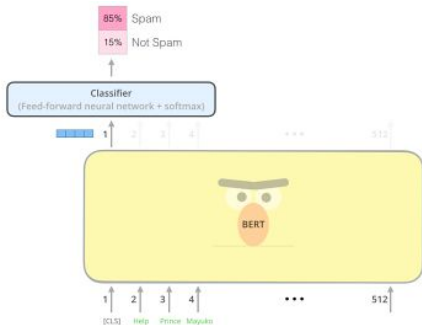 85% Spam
15% Not Spam
Classifier
(Feed-forward neural network + softmax)
1 2 3 4 ••• 512
BERT
1 2 3 4 ••• 512
[CLS] Help Prince Mayuko